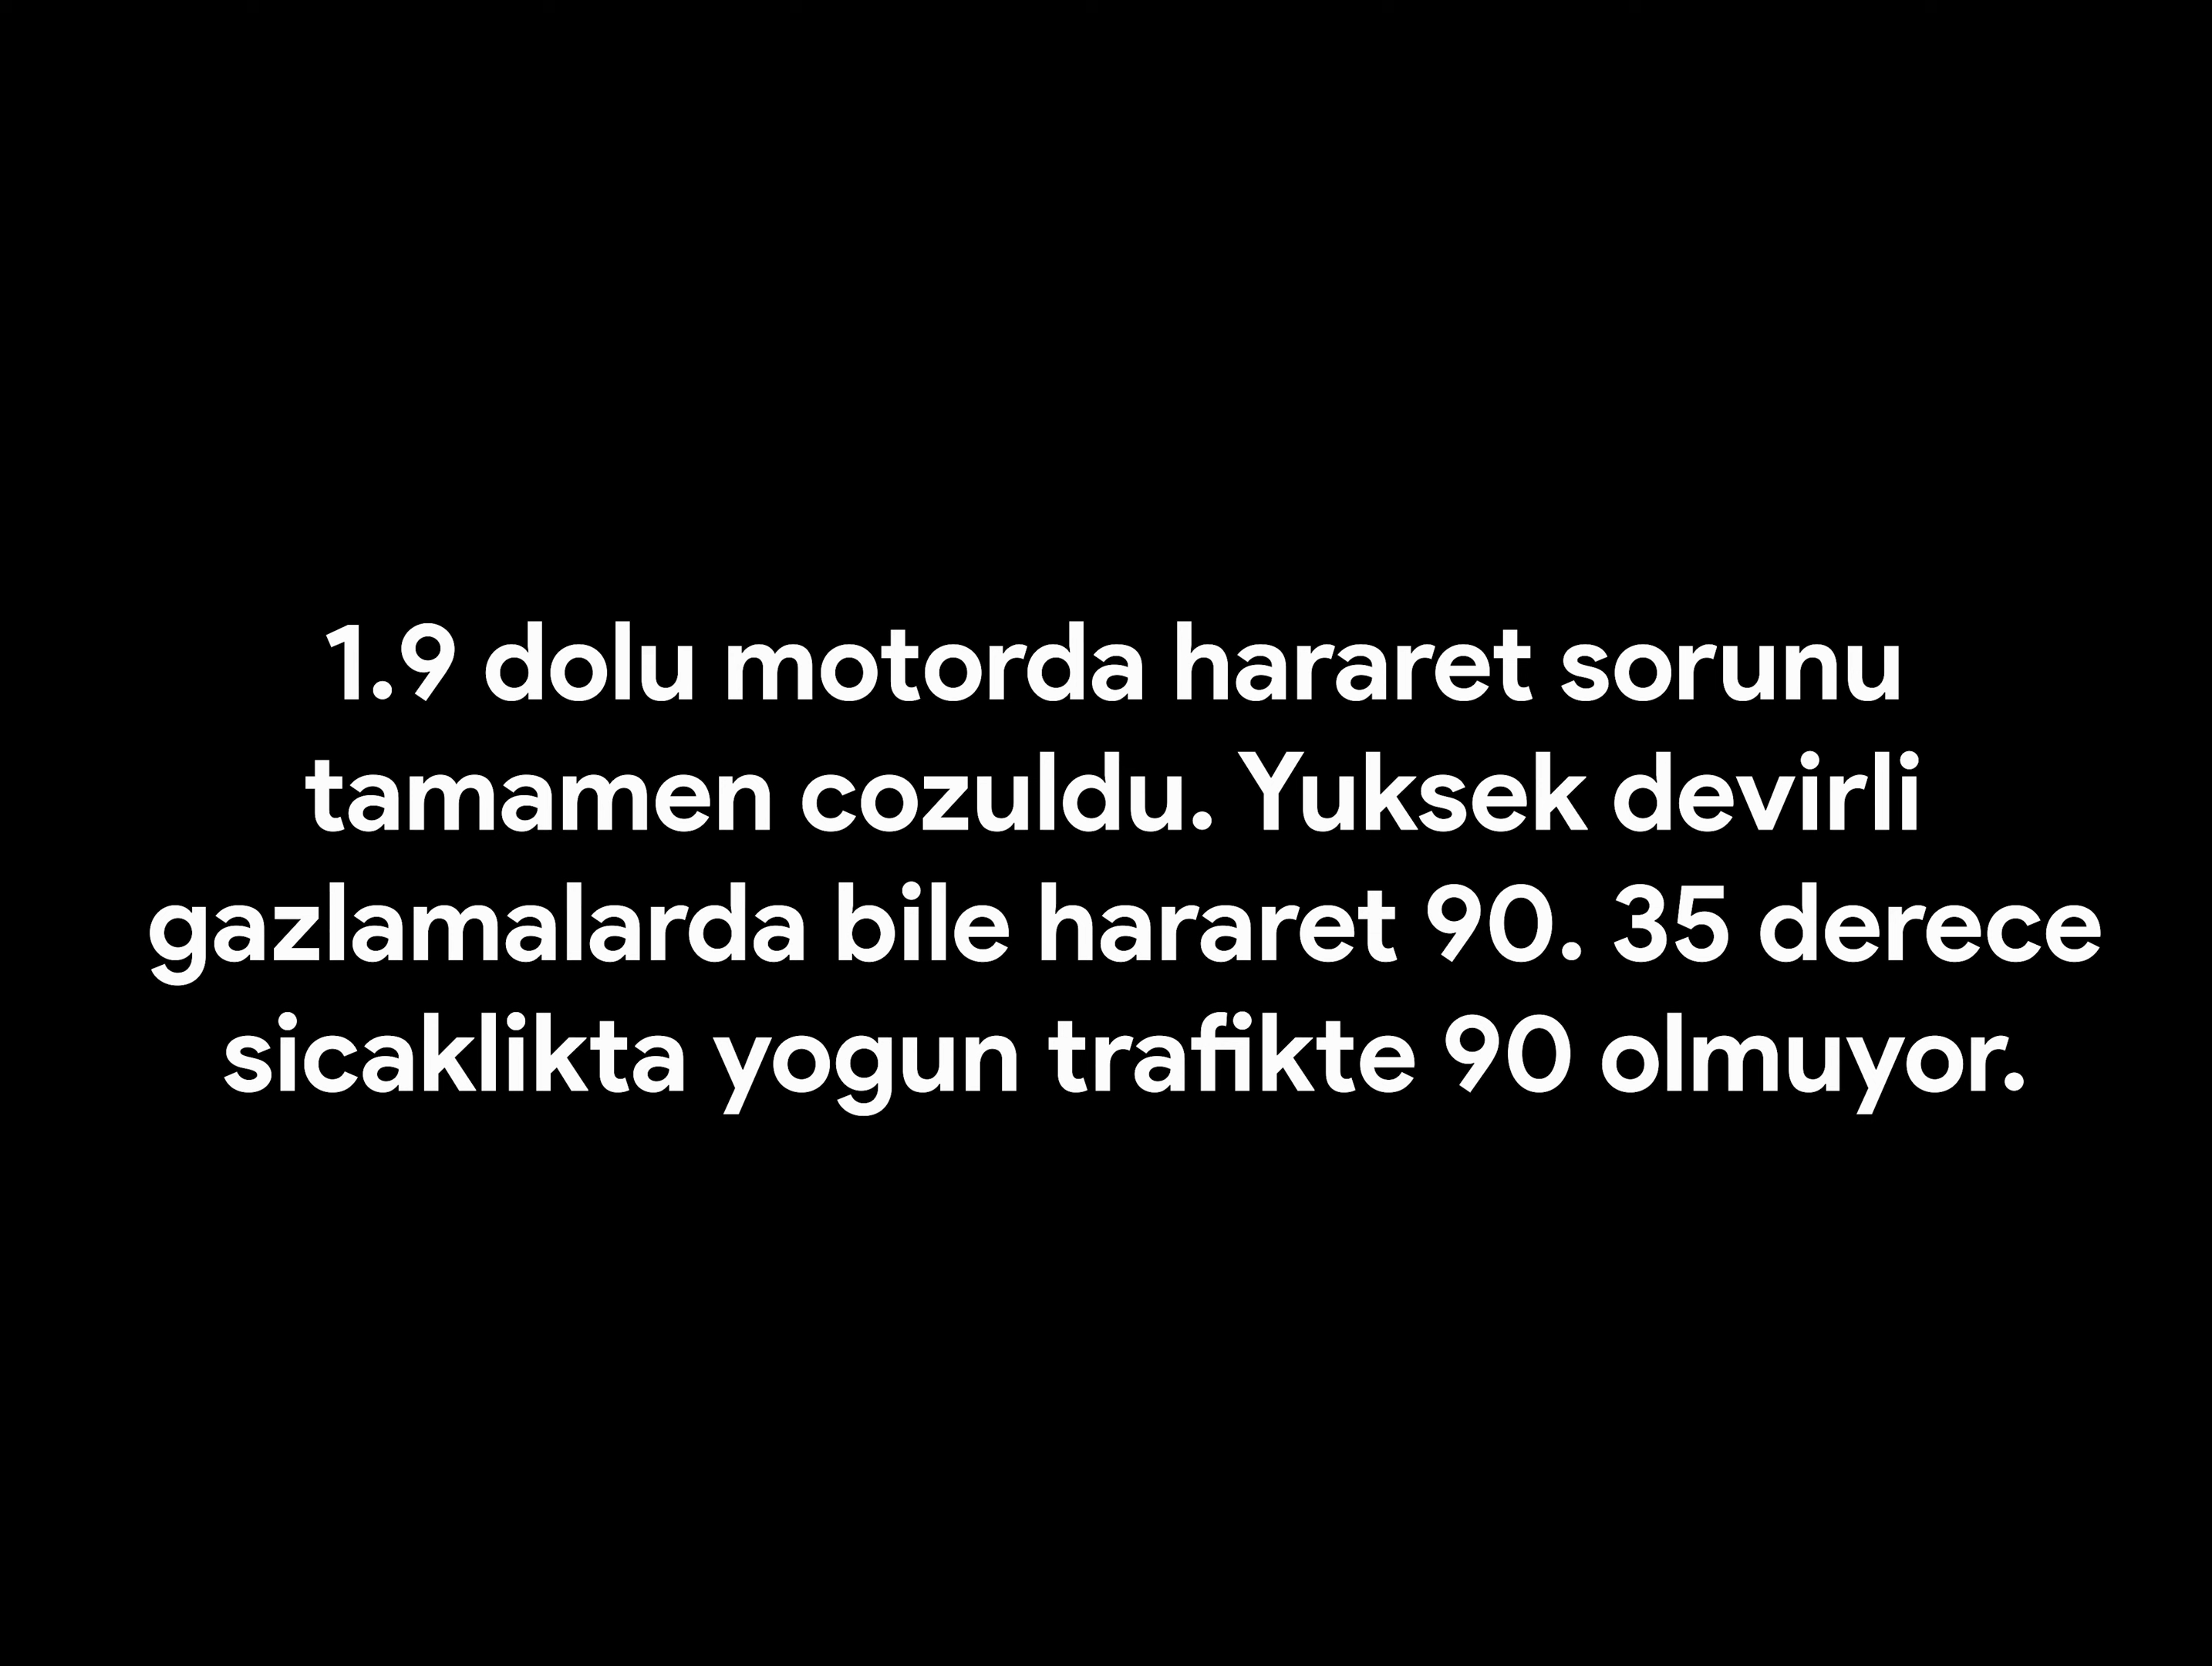 1.9 dolu motorda hararet sorunu
tamamen cozuldu. Yuksek devirli
gazlamalarda bile hararet 90. 35 derece
sicaklikta yogun trafikte 90 olmuyor.